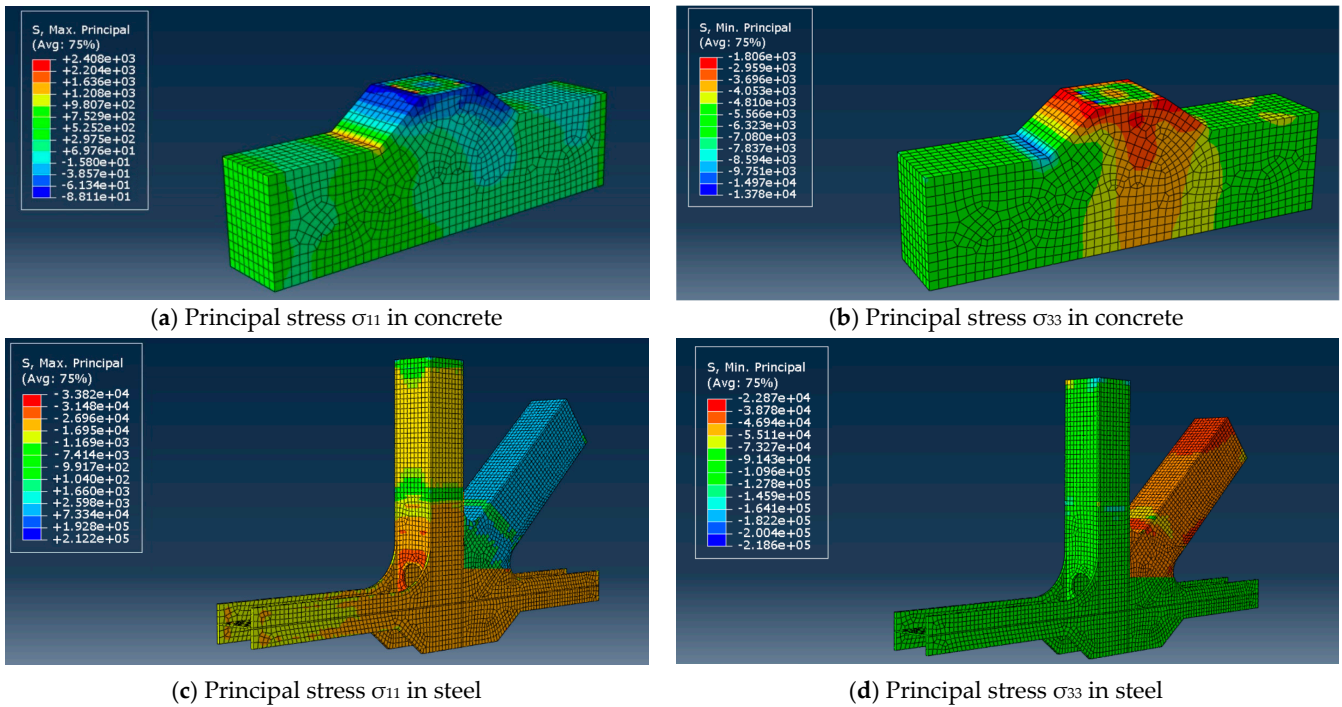 S, Max. Principal
(Avg: 75%)
+2.408e+03
+2.204e+03
+1.636e+03
+1.208e+03
+9.807e+02
+7.529e+02
+5.252e+02
+2.975e+02
+6.976e+01
-1.580e+01
-3.857e+01
-6.134e+01
-8.811e+01
S, Min. Principal
(Avg: 75%)
-1.806e+03
-2.959e+03
-3.696e+03
-4.053e+03
-4.810e+03
-5.566e+03
-6.323e+03
-7.080e+03
-7.837e+03
-8.594e+03
-9.751e+03
-1.497e+04
-1.378e+04
(a) Principal stress σ11 in concrete
(b) Principal stress σ33 in concrete
S, Max. Principal
(Avg: 75%)
-3.382e+04
-3.148e+04
-2.696e+04
-1.695e+04
-1.169e+03
-7.414e+03
-9.917e+02
-1.040e+02
-1.660e+03
-2.598e+03
+7.334e+04
+1.928e+05
+2.122e+05
S, Min. Principal
(Avg: 75%)
-2.287e+04
-3.878e+04
-4.694e+04
-5.511e+04
-7.327e+04
-9.143e+04
-1.096e+05
-1.278e+05
-1.459e+05
-1.641e+05
-1.822e+05
-2.004e+05
-2.186e+05
(c) Principal stress σ11 in steel
(d) Principal stress σ33 in steel